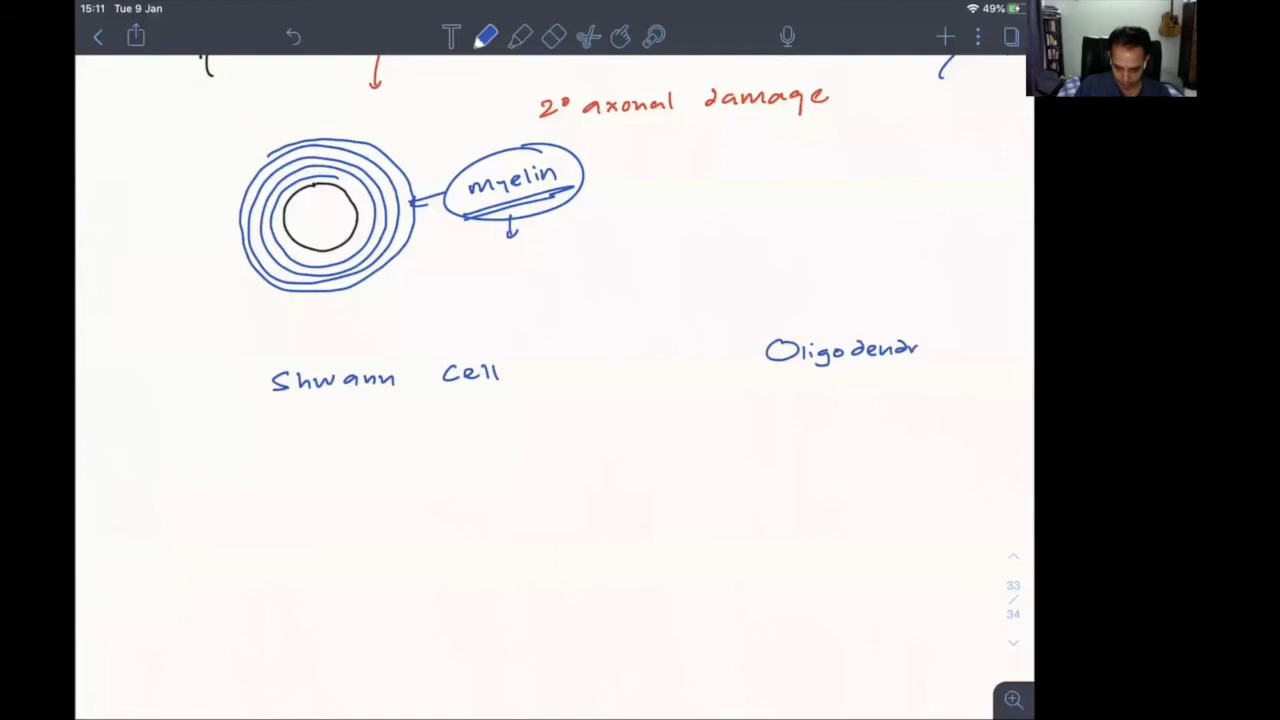 15:11 Tue 9 Jan
49%
2° axonal damage
myelin
Oligodendr
Shwann cell
33
/
34